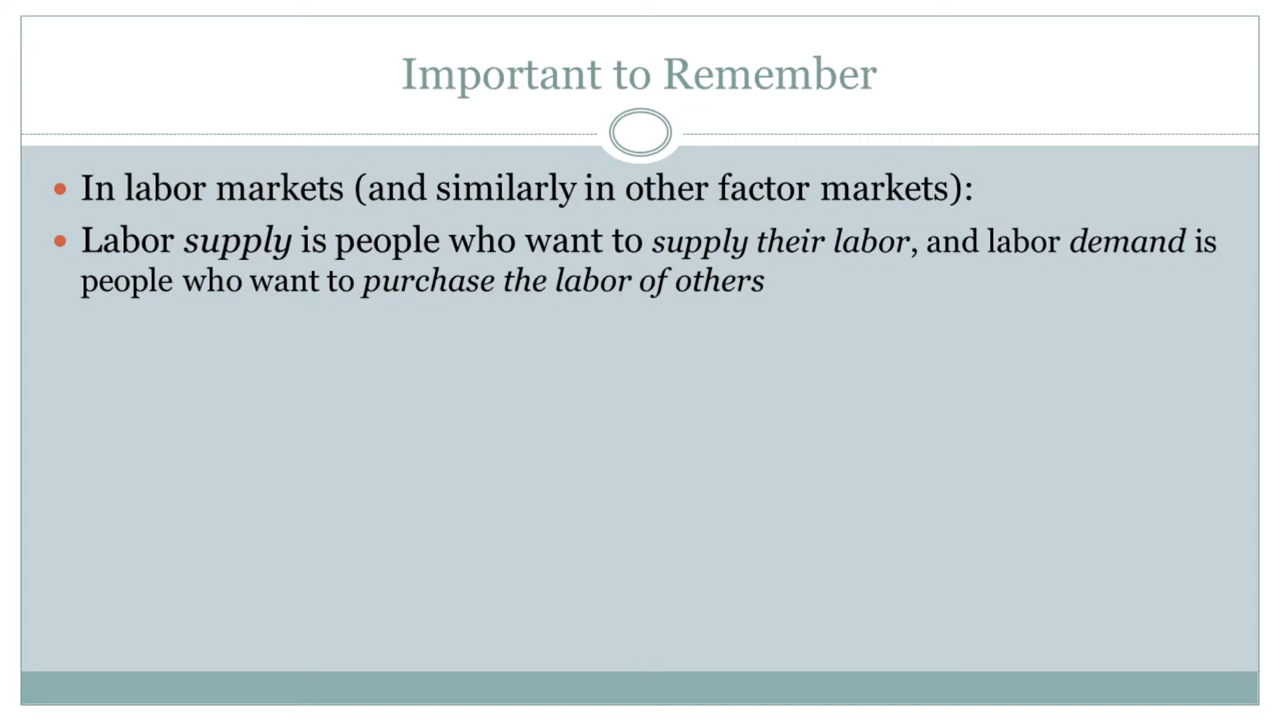 Important to Remember
• In labor markets (and similarly in other factor markets):
• Labor supply is people who want to supply their labor, and labor demand is
people who want to purchase the labor of others